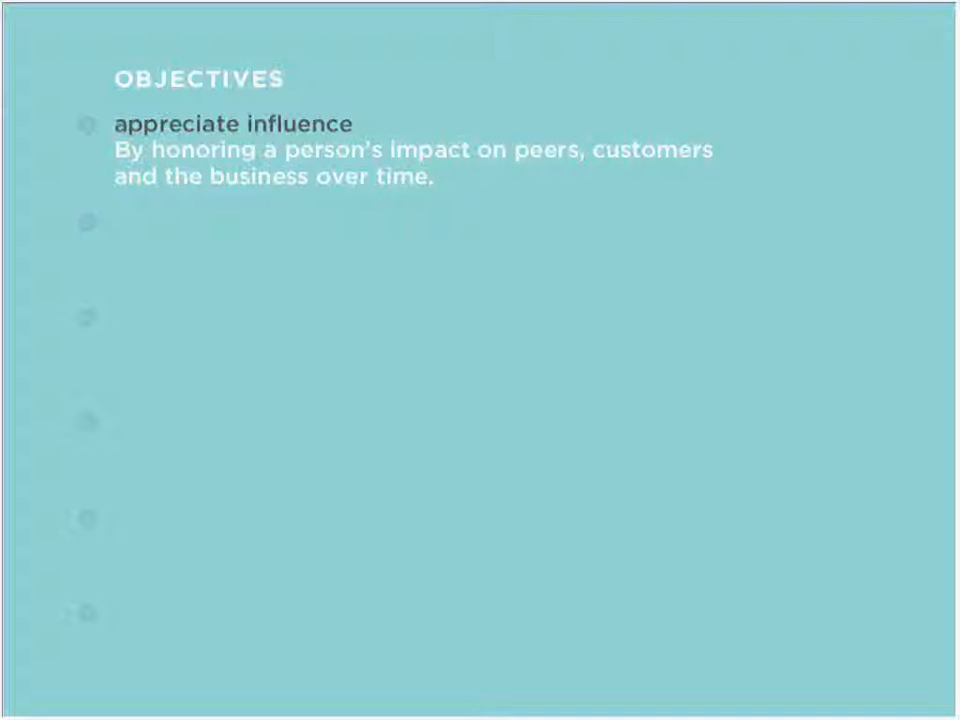 OBJECTIVES
appreciate influence
By honoring a person's impact on peers, customers
and the business over time.